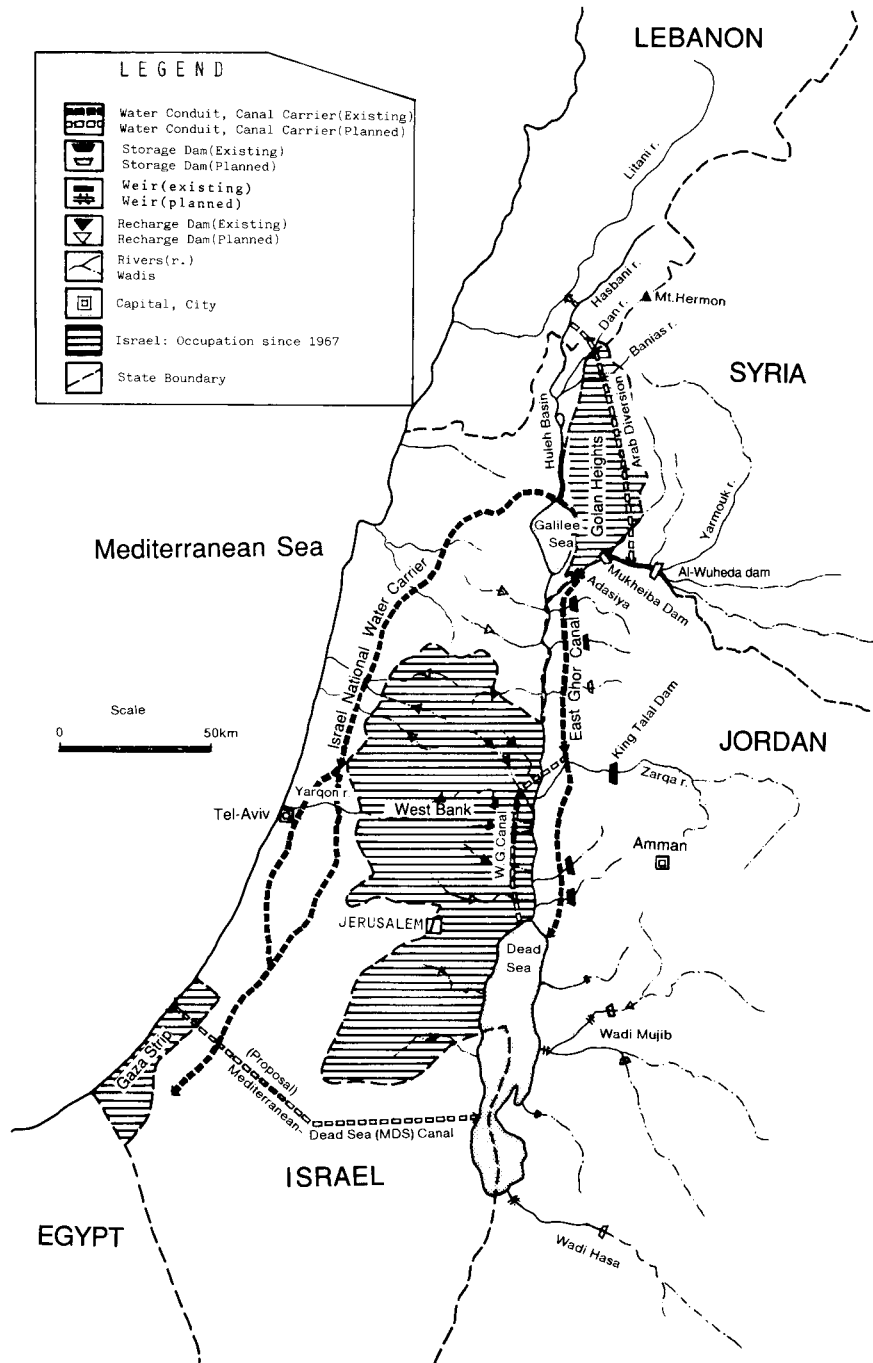 LEBANON
LEGEND
Water Conduit, Canal Carrier(Existing)
Water Conduit, Canal Carrier(Planned)
Storage Dam(Existing)
Storage Dam(Planned)
Weir(existing)
Weir(planned)
Recharge Dam(Existing)
Recharge Dam(Planned)
Rivers(r.)
Wadis
Capital, City
Israel: Occupation since 1967
State Boundary
Litani r.
Hasbani r.
Mt.Hermon
Dan r.
Banias r.
SYRIA
Huleh Basin
Arab Diversion
Golan Heights
Yarmouk r.
Galilee
Sea
Mediterranean Sea
Al-Wuheda dam
Mukheiba Dam
Adasiya
Israel National Water Carrier
East Ghor Canal
Scale
0 50km
King Talal Dam
JORDAN
Zarqa r.
Yarqon r.
Tel-Aviv
West Bank
W.G.Canal
Amman
JERUSALEM
Dead
Sea
Wadi Mujib
Gaza Strip
(Proposal)
Mediterranean-
Dead Sea (MDS) Canal
ISRAEL
EGYPT
Wadi Hasa